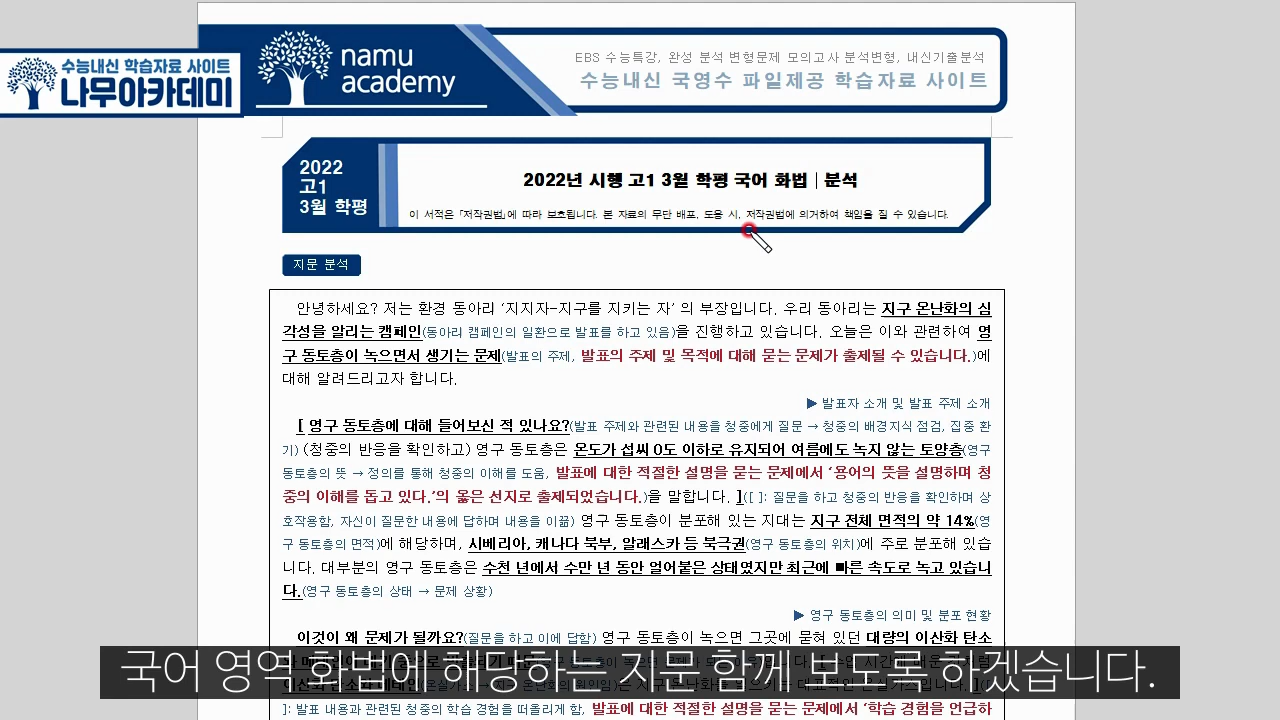 namu
academy
EBS 수능특강, 완성 분석 변형문제 모의고사 분석변형, 내신기출분석
수능내신 국영수 파일제공 학습자료 사이트
수능내신 학습자료 사이트
나무아카데미
2022
고1
3월 학평
2022년 시행 고1 3월 학평 국어 화법 | 분석
이 서적은 「저작권법」에 따라 보호됩니다. 본 자료의 무단 배포, 도용 시, 저작권법에 의거하여 책임을 질 수 있습니다.
지문 분석
안녕하세요? 저는 환경 동아리 ‘지지자-지구를 지키는 자’ 의 부장입니다. 우리 동아리는 지구 온난화의 심
각성을 알리는 캠페인(동아리 캠페인의 일환으로 발표를 하고 있음)을 진행하고 있습니다. 오늘은 이와 관련하여 영
구 동토층이 녹으면서 생기는 문제(발표의 주제, 발표의 주제 및 목적에 대해 묻는 문제가 출제될 수 있습니다.)에
대해 알려드리고자 합니다.
▶ 발표자 소개 및 발표 주제 소개
[ 영구 동토층에 대해 들어보신 적 있나요?(발표 주제와 관련된 내용을 청중에게 질문 → 청중의 배경지식 점검, 집중 환
기) (청중의 반응을 확인하고) 영구 동토층은 온도가 섭씨 0도 이하로 유지되어 여름에도 녹지 않는 토양층(영구
동토층의 뜻 → 정의를 통해 청중의 이해를 도움, 발표에 대한 적절한 설명을 묻는 문제에서 ‘용어의 뜻을 설명하며 청
중의 이해를 돕고 있다.’의 옳은 선지로 출제되었습니다.)을 말합니다. ]([ ]: 질문을 하고 청중의 반응을 확인하며 상
호작용함, 자신이 질문한 내용에 답하며 내용을 이끎) 영구 동토층이 분포해 있는 지대는 지구 전체 면적의 약 14%(영
구 동토층의 면적)에 해당하며, 시베리아, 캐나다 북부, 알래스카 등 북극권(영구 동토층의 위치)에 주로 분포해 있습
니다. 대부분의 영구 동토층은 수천 년에서 수만 년 동안 얼어붙은 상태였지만 최근에 빠른 속도로 녹고 있습니
다.(영구 동토층의 상태 → 문제 상황)
▶ 영구 동토층의 의미 및 분포 현황
이것이 왜 문제가 될까요?(질문을 하고 이에 답함) 영구 동토층이 녹으면 그곳에 묻혀 있던 대량의 이산화 탄소
국어 영역 화법에 해당하는 지문 함께 보도록 하겠습니다.
]: 발표 내용과 관련된 청중의 학습 경험을 떠올리게 함, 발표에 대한 적절한 설명을 묻는 문제에서 ‘학습 경험을 언급하